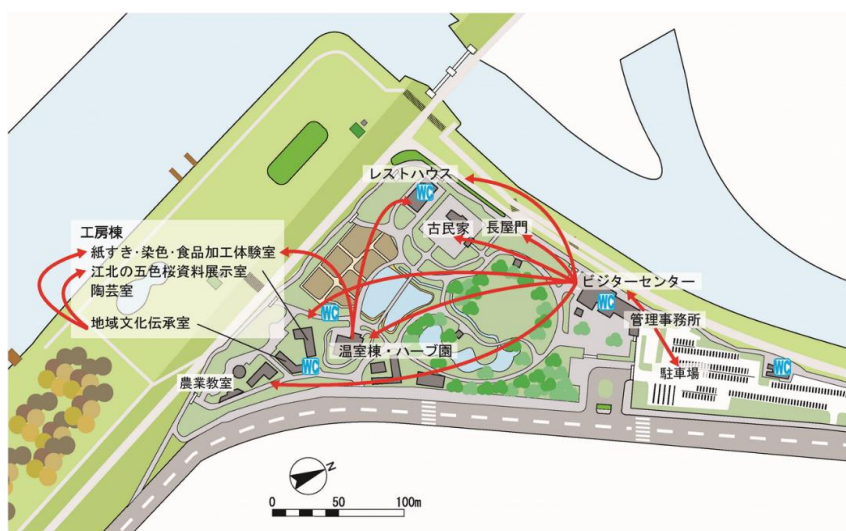 レストハウス
WC
古民家
長屋門
工房棟
紙すき・染色・食品加工体験室
江北の五色桜資料展示室
陶芸室
地域文化伝承室
ビジターセンター
WC
管理事務所
WC
温室棟・ハーブ園
WC
駐車場
WC
農業教室
N
0 50 100m